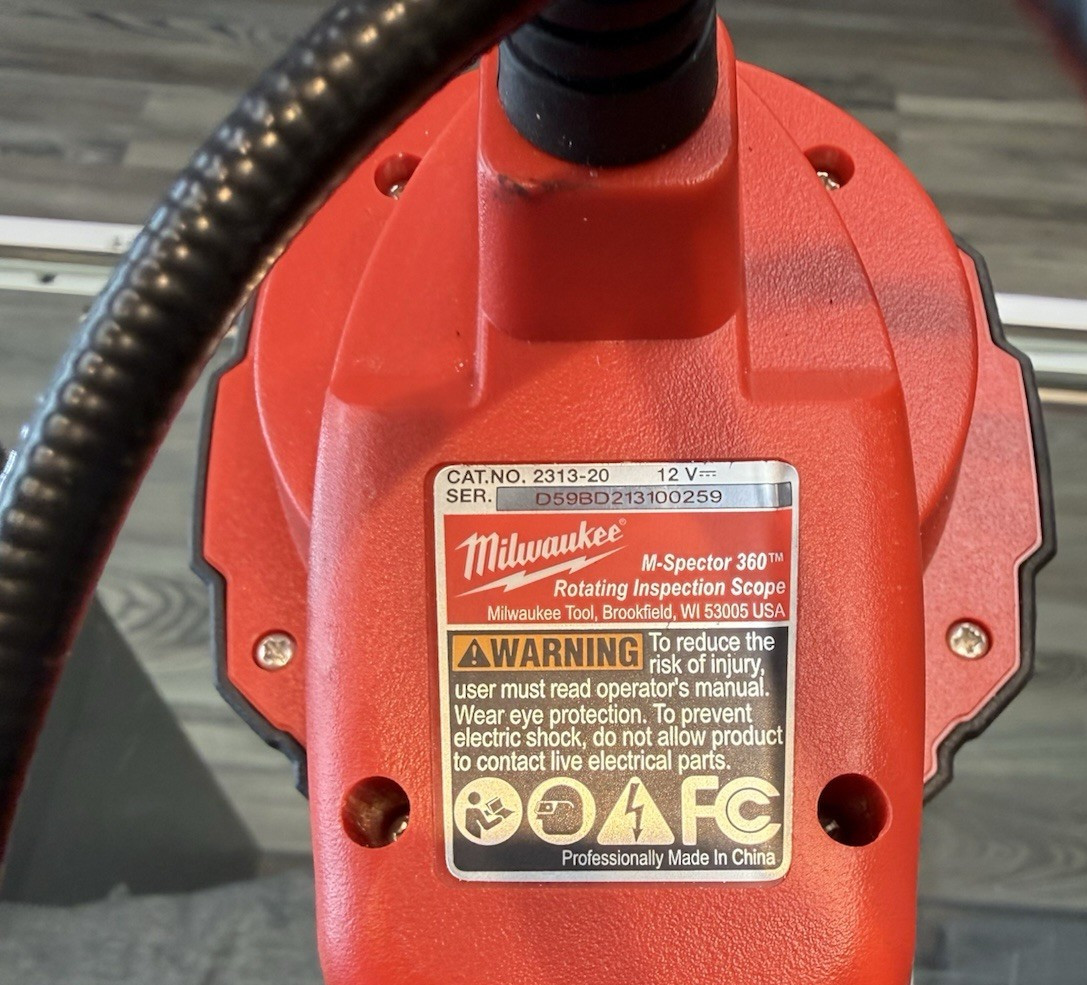 CAT.NO. 2313-20 12 V⎓
SER. D59BD213100259
Milwaukee®
M-Spector 360™
Rotating Inspection Scope
Milwaukee Tool, Brookfield, WI 53005 USA
⚠WARNING To reduce the
risk of injury,
user must read operator's manual.
Wear eye protection. To prevent
electric shock, do not allow product
to contact live electrical parts.
FC
Professionally Made In China